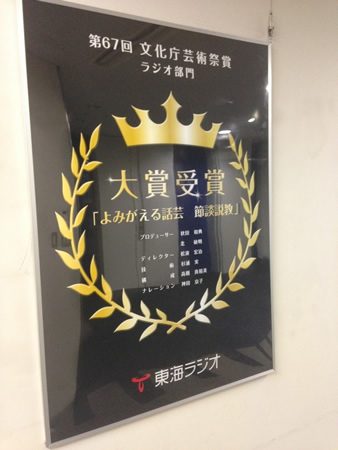 第67回 文化庁芸術祭賞
ラジオ部門
大賞受賞
「よみがえる話芸 節談説教」
プロデューサー
ディレクター
技 術
構 成
ナレーション
東海ラジオ